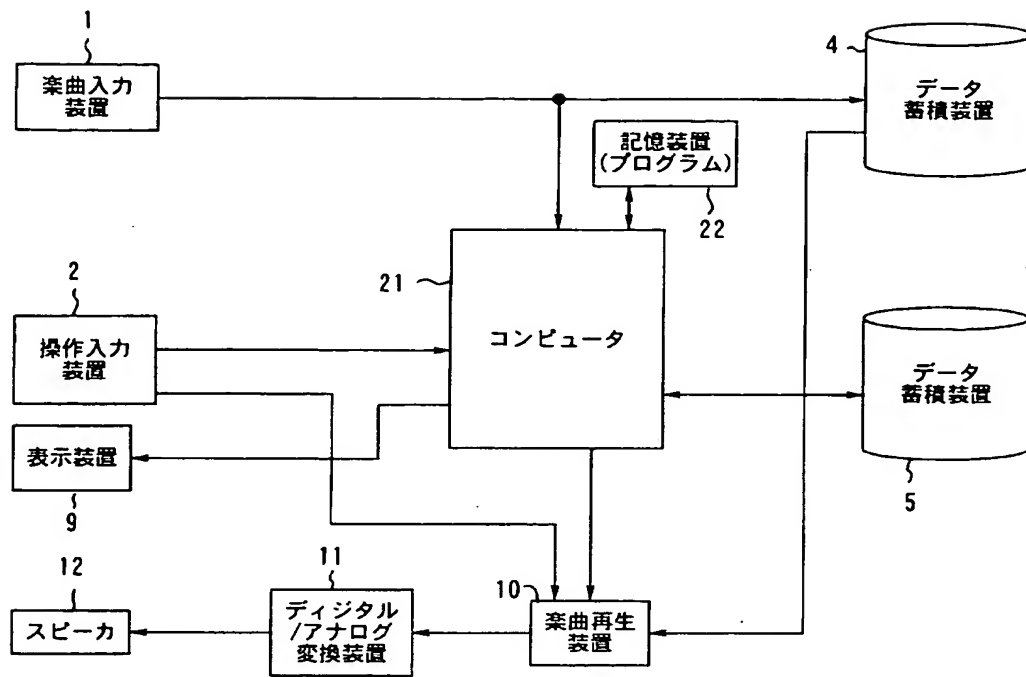 1
楽曲入力
装置
4
データ
蓄積装置
記憶装置
(プログラム)
22
2
操作入力
装置
21
コンピュータ
データ
蓄積装置
5
表示装置
9
12
スピーカ
11
ディジタル
/アナログ
変換装置
10
楽曲再生
装置